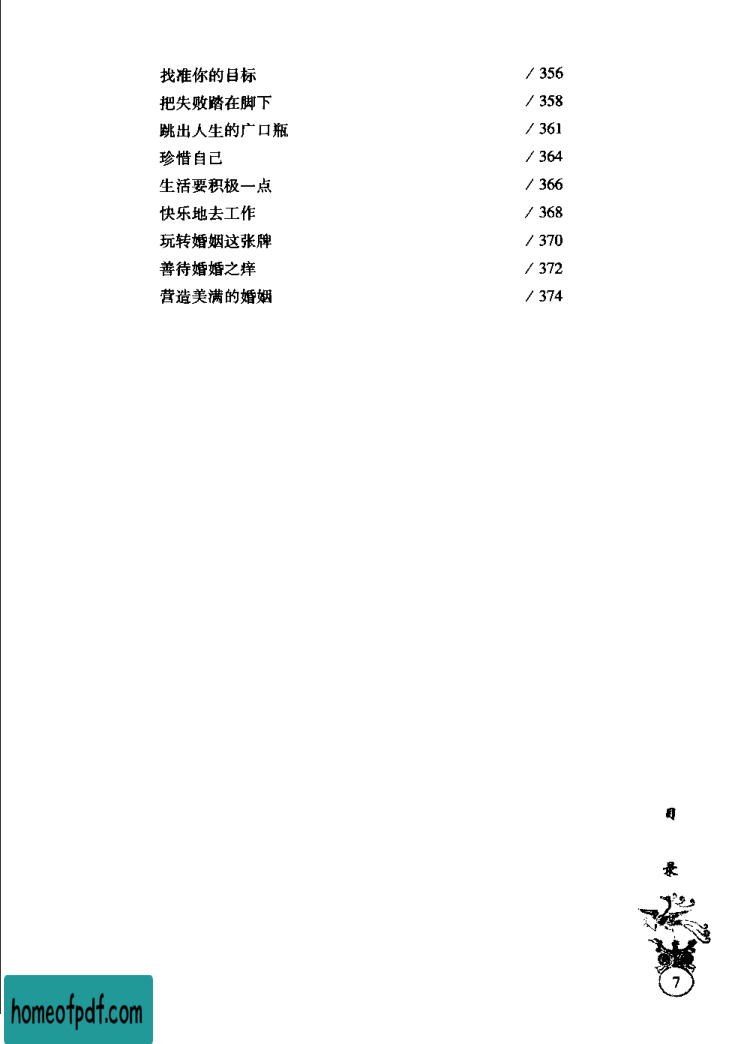 找准你的目标 / 356
把失败踏在脚下 / 358
跳出人生的广口瓶 / 361
珍惜自己 / 364
生活要积极一点 / 366
快乐地去工作 / 368
玩转婚姻这张牌 / 370
善待婚婚之痒 / 372
营造美满的婚姻 / 374
目
录
7
homeofpdf.com